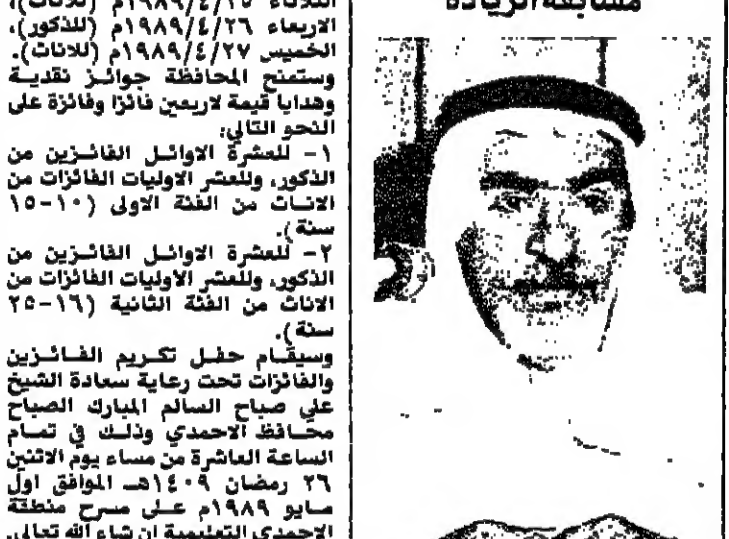 مسابقة الريادة
الثلاثاء ١٩٨٩/٤/٢٥م (للاناث)،
الاربعاء ١٩٨٩/٤/٢٦م (للذكور)،
الخميس ١٩٨٩/٤/٢٧م (للاناث).
وستمنح المحافظة جوائز نقدية
وهدايا قيمة لاربعين فائزا وفائزة على
النحو التالي:
١- للعشرة الاوائل الفائزين من
الذكور، وللعشر الاوليات الفائزات من
الاناث من الفئة الاولى (١٠-١٥
سنة).
٢- للعشرة الاوائل الفائزين من
الذكور، وللعشر الاوليات الفائزات من
الاناث من الفئة الثانية (١٦-٢٥
سنة).
وسيقام حفل تكريم الفائزين
والفائزات تحت رعاية سعادة الشيخ
علي صباح السالم المبارك الصباح
محافظ الاحمدي وذلك في تمام
الساعة العاشرة من مساء يوم الاثنين
٢٦ رمضان ١٤٠٩هـ الموافق اول
مايو ١٩٨٩م على مسرح منطقة
الاحمدي التعليمية ان شاء الله تعالى.